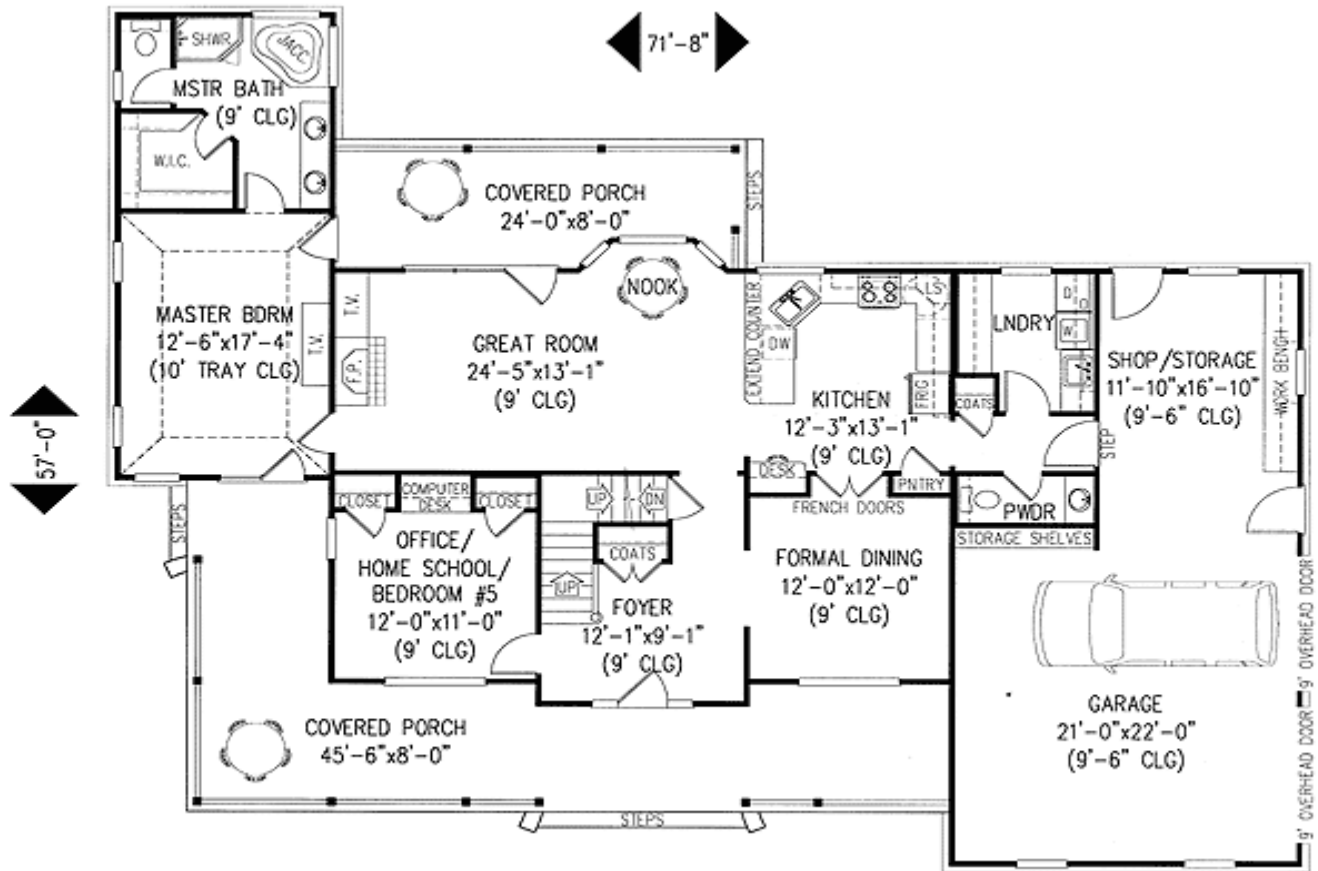 71'-8"
57'-0"
SHWR.
JACC.
MSTR BATH
(9' CLG)
W.I.C.
COVERED PORCH
24'-0"x8'-0"
STEPS
MASTER BDRM
12'-6"x17'-4"
(10' TRAY CLG)
T.V.
T.V.
F.P.
GREAT ROOM
24'-5"x13'-1"
(9' CLG)
NOOK
EXTEND COUNTER
DW
LS
FRIG
KITCHEN
12'-3"x13'-1"
(9' CLG)
DESK
PNTRY
FRENCH DOORS
LNDRY
D
W
COATS
STEP
SHOP/STORAGE
11'-10"x16'-10"
(9'-6" CLG)
WORK BENCH
PWDR
STORAGE SHELVES
CLOSET
COMPUTER
DESK
CLOSET
OFFICE/
HOME SCHOOL/
BEDROOM #5
12'-0"x11'-0"
(9' CLG)
UP
DN
UP
COATS
FOYER
12'-1"x9'-1"
(9' CLG)
FORMAL DINING
12'-0"x12'-0"
(9' CLG)
STEPS
COVERED PORCH
45'-6"x8'-0"
STEPS
GARAGE
21'-0"x22'-0"
(9'-6" CLG)
9' OVERHEAD DOOR
9' OVERHEAD DOOR